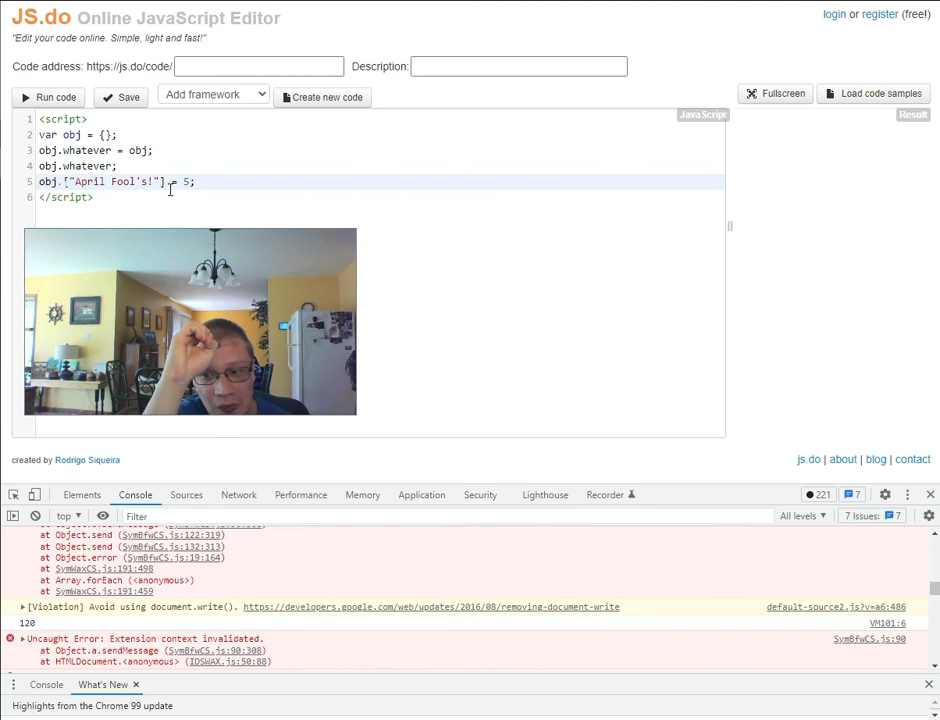 JS.do Online JavaScript Editor
login or register (free!)
"Edit your code online. Simple, light and fast!"
Code address: https://js.do/code/ Description:
Run code Save Add framework Create new code Fullscreen Load code samples
JavaScript Result
1 <script>
2 var obj = {};
3 obj.whatever = obj;
4 obj.whatever;
5 obj.["April Fool's!"] = 5;
6 </script>
created by Rodrigo Siqueira js.do | about | blog | contact
Elements Console Sources Network Performance Memory Application Security Lighthouse Recorder 221 7
top Filter All levels 7 Issues: 7
at Object.send (SymBfwCS.js:122:319)
at Object.send (SymBfwCS.js:132:313)
at Object.error (SymBfwCS.js:19:164)
at SymWaxCS.js:191:498
at Array.forEach (<anonymous>)
at SymWaxCS.js:191:459
[Violation] Avoid using document.write(). https://developers.google.com/web/updates/2016/08/removing-document-write default-source2.js?v=a6:486
120 VM101:6
Uncaught Error: Extension context invalidated. SymBfwCS.js:90
at Object.a.sendMessage (SymBfwCS.js:90:308)
at HTMLDocument.<anonymous> (IDSWAX.js:50:88)
Console What's New
Highlights from the Chrome 99 update